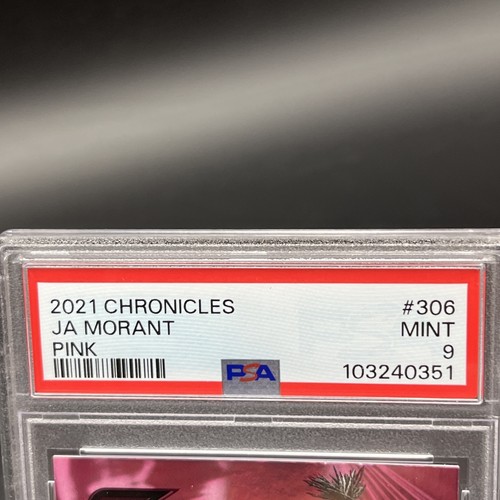 2021 CHRONICLES #306
JA MORANT MINT
PINK 9
PSA 103240351